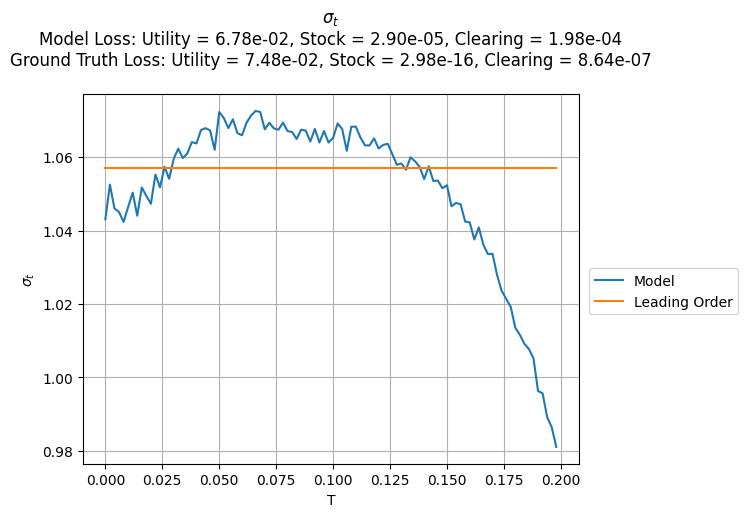 σt
Model Loss: Utility = 6.78e-02, Stock = 2.90e-05, Clearing = 1.98e-04
Ground Truth Loss: Utility = 7.48e-02, Stock = 2.98e-16, Clearing = 8.64e-07
1.06
1.04
1.02
1.00
0.98
σt
0.000 0.025 0.050 0.075 0.100 0.125 0.150 0.175 0.200
T
Model
Leading Order